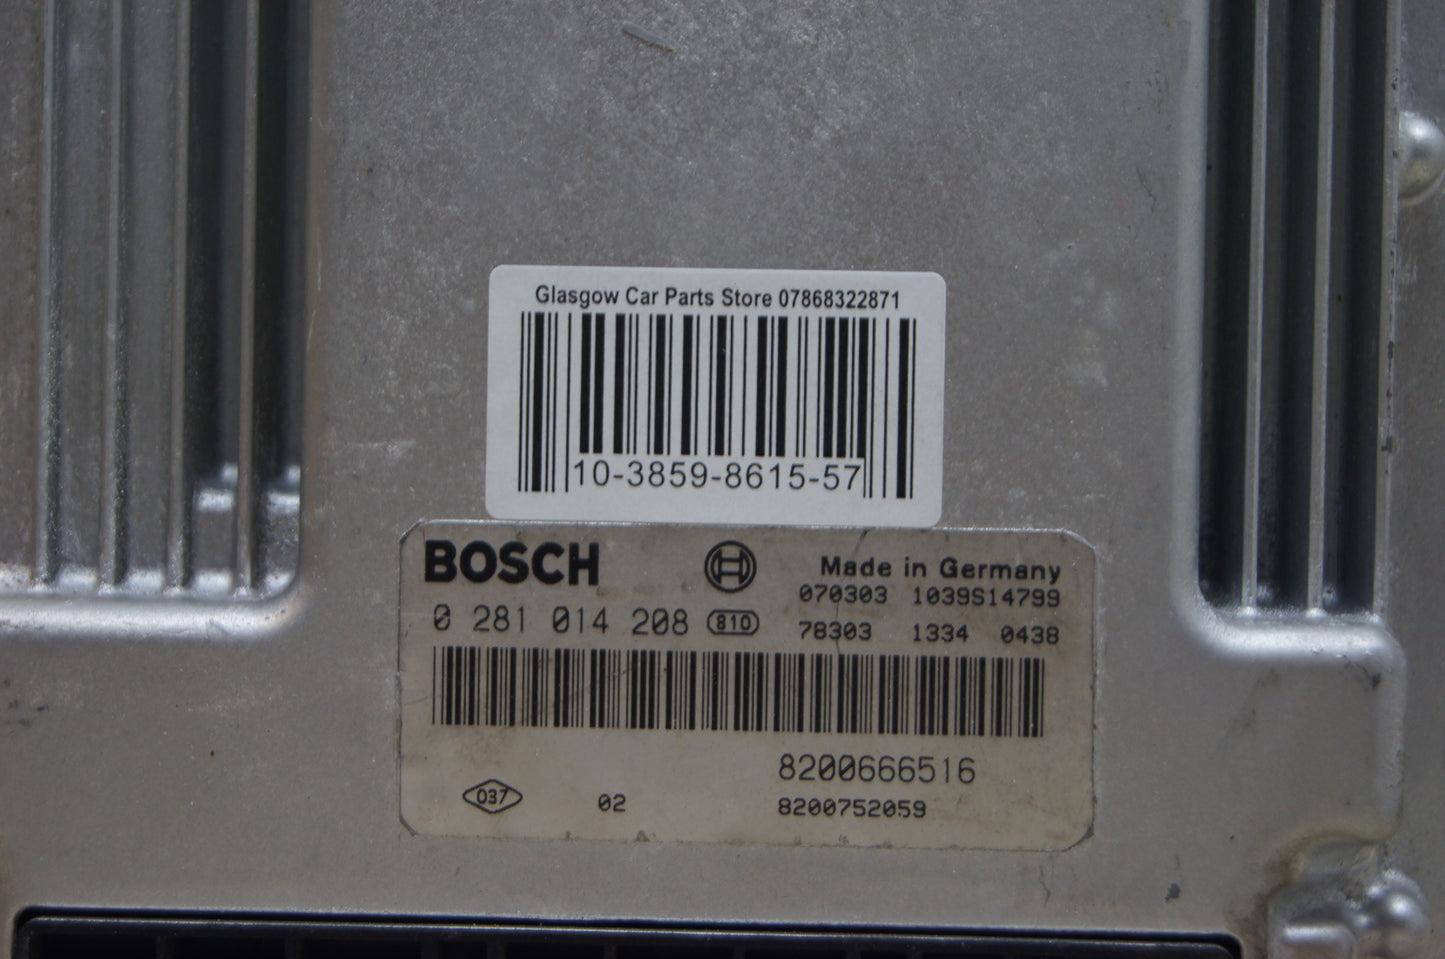 Glasgow Car Parts Store 07868322871
10-3859-8615-57
BOSCH Made in Germany
070303 1039S14799
0 281 014 208 810 78303 1334 0438
8200666516
037 02 8200752059